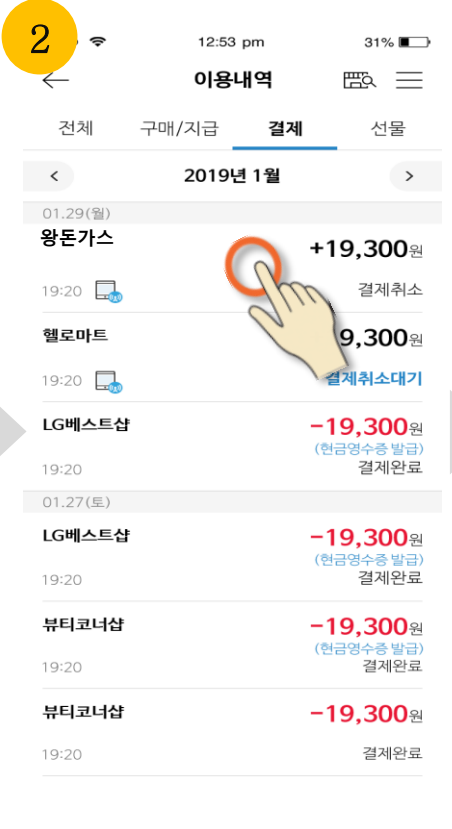 2
12:53 pm 31%
이용내역
전체 구매/지급 결제 선물
< 2019년 1월 >
01.29(월)
왕돈가스
+19,300원
19:20 결제취소
헬로마트 9,300원
19:20 결제취소대기
LG베스트샵 -19,300원
(현금영수증 발급)
19:20 결제완료
01.27(토)
LG베스트샵 -19,300원
(현금영수증 발급)
19:20 결제완료
뷰티코너샵 -19,300원
(현금영수증 발급)
19:20 결제완료
뷰티코너샵 -19,300원
19:20 결제완료